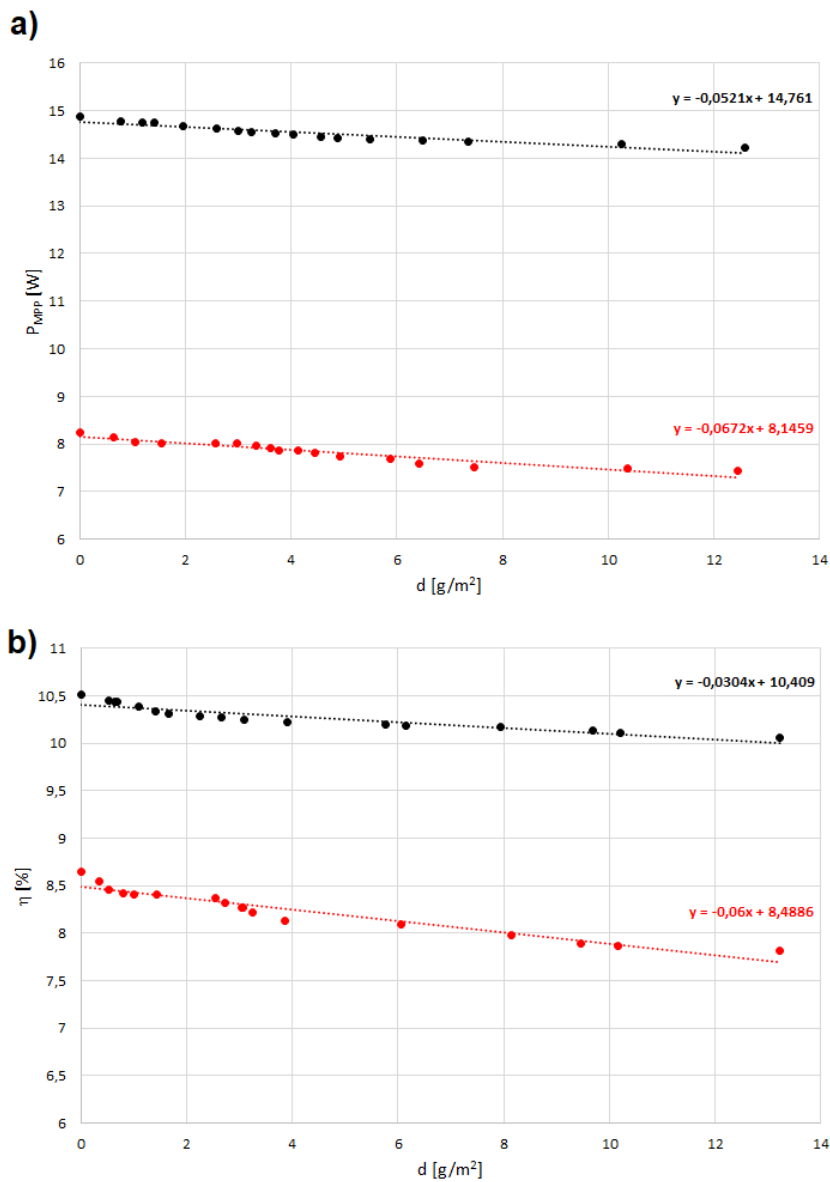 a)
16
y = -0,0521x + 14,761
15
14
13
12
P_MPP [W]
11
10
9
y = -0,0672x + 8,1459
8
7
6
0 2 4 6 8 10 12 14
d [g/m²]
b)
11
y = -0,0304x + 10,409
10,5
10
9,5
9
η [%]
8,5
y = -0,06x + 8,4886
8
7,5
7
6,5
6
0 2 4 6 8 10 12 14
d [g/m²]